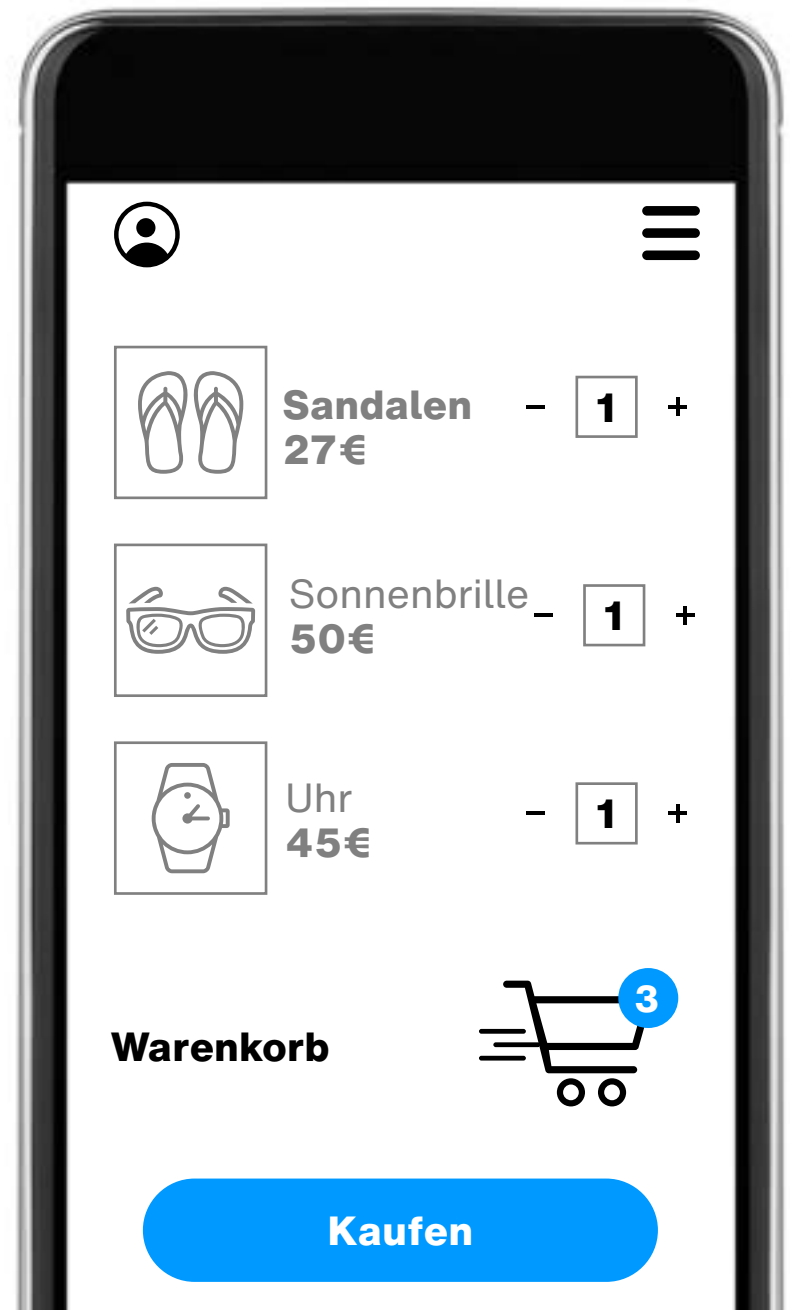 Sandalen
27€
- 1 +
Sonnenbrille
50€
- 1 +
Uhr
45€
- 1 +
3
Warenkorb
Kaufen